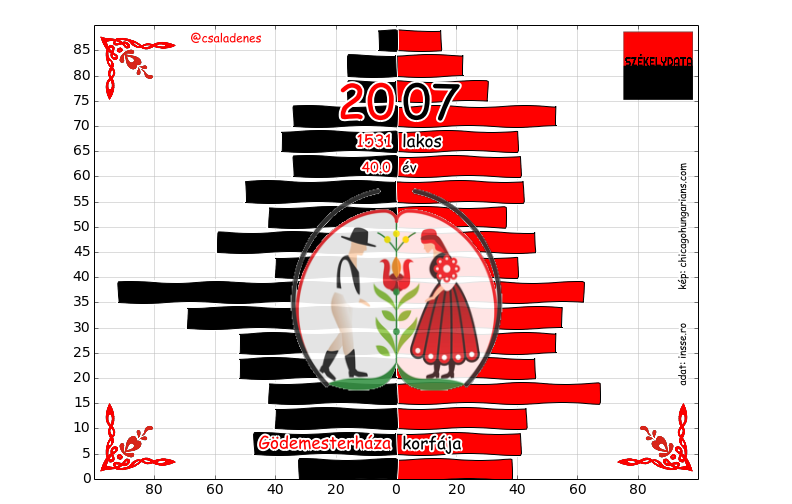 @csaladenes
SZÉKELYDATA
2007
1531 lakos
40.0 év
kép: chicagohungarians.com
adat: insse.ro
Gödemesterháza korfája
85
80
75
70
65
60
55
50
45
40
35
30
25
20
15
10
5
0
80 60 40 20 0 20 40 60 80